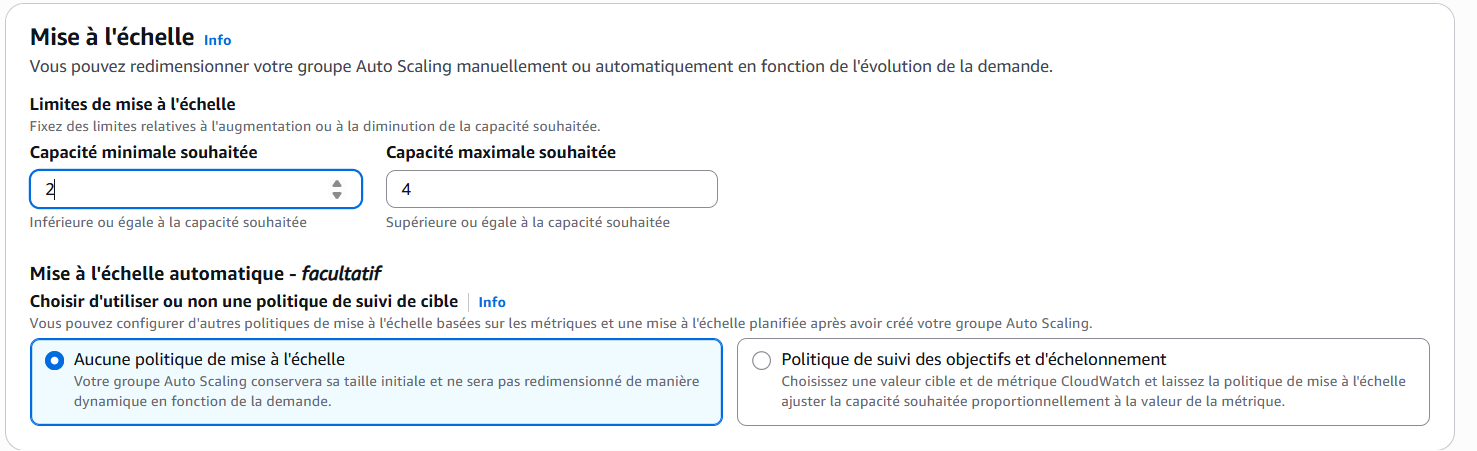 Mise à l'échelle Info
Vous pouvez redimensionner votre groupe Auto Scaling manuellement ou automatiquement en fonction de l'évolution de la demande.
Limites de mise à l'échelle
Fixez des limites relatives à l'augmentation ou à la diminution de la capacité souhaitée.
Capacité minimale souhaitée Capacité maximale souhaitée
2 4
Inférieure ou égale à la capacité souhaitée Supérieure ou égale à la capacité souhaitée
Mise à l'échelle automatique - facultatif
Choisir d'utiliser ou non une politique de suivi de cible Info
Vous pouvez configurer d'autres politiques de mise à l'échelle basées sur les métriques et une mise à l'échelle planifiée après avoir créé votre groupe Auto Scaling.
Aucune politique de mise à l'échelle
Votre groupe Auto Scaling conservera sa taille initiale et ne sera pas redimensionné de manière
dynamique en fonction de la demande.
Politique de suivi des objectifs et d'échelonnement
Choisissez une valeur cible et de métrique CloudWatch et laissez la politique de mise à l'échelle
ajuster la capacité souhaitée proportionnellement à la valeur de la métrique.